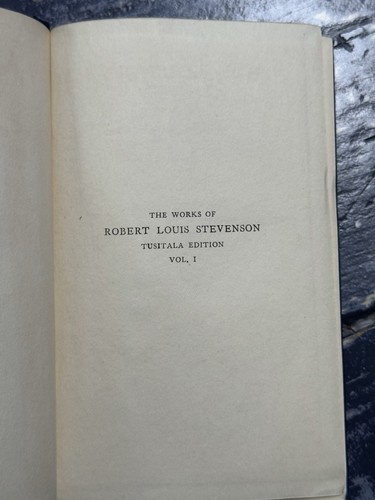 THE WORKS OF
ROBERT LOUIS STEVENSON
TUSITALA EDITION
VOL. I